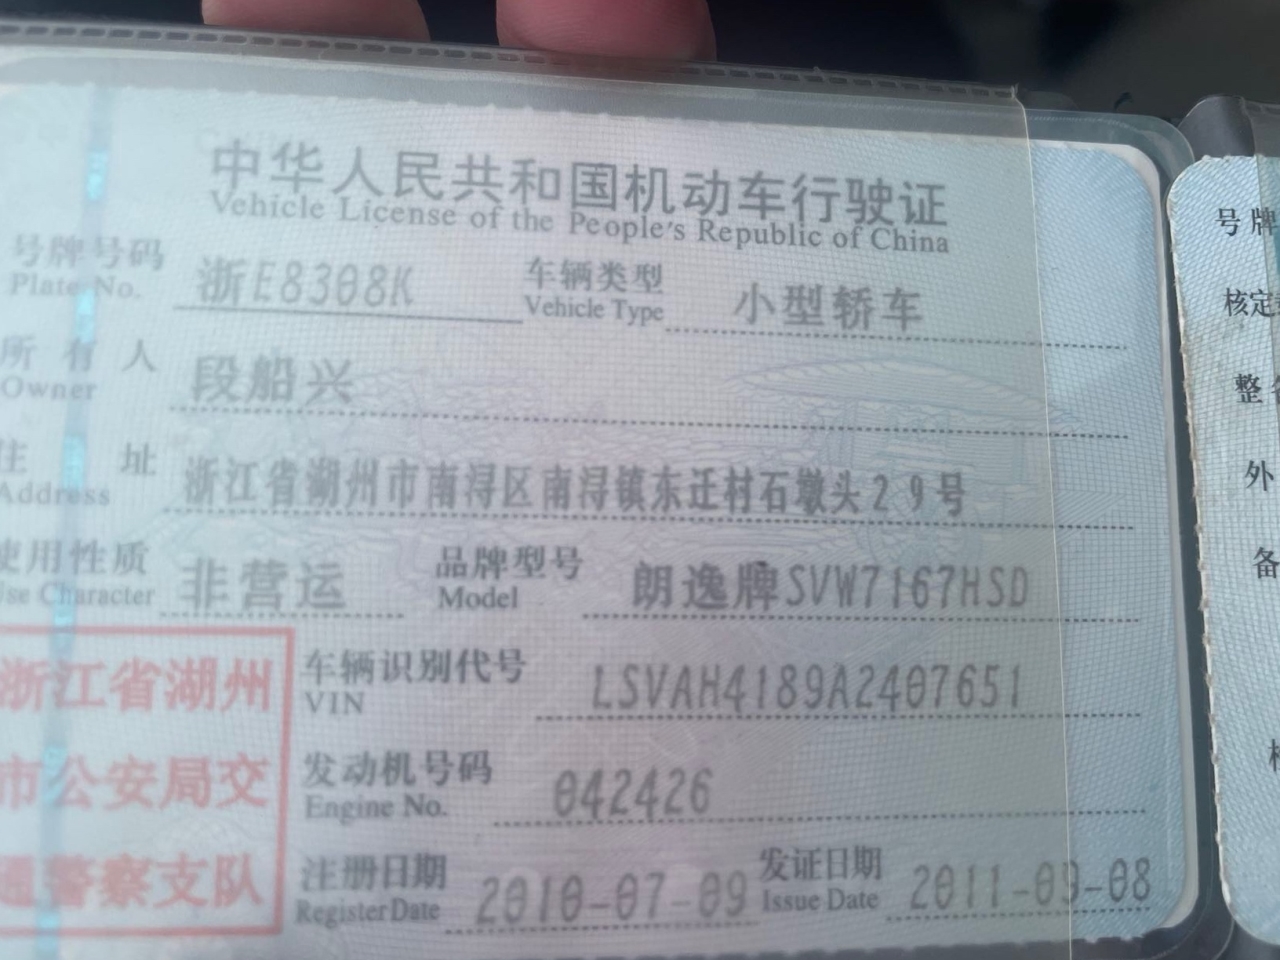 中华人民共和国机动车行驶证
Vehicle License of the People's Republic of China
号牌号码 浙E8308K 车辆类型 小型轿车
Plate No. Vehicle Type
所有人 段船兴
Owner
住址 浙江省湖州市南浔区南浔镇东迁村石墩头29号
Address
使用性质 非营运 品牌型号 朗逸牌SVW7167HSD
Use Character Model
浙江省湖州
市公安局交
通警察支队
车辆识别代号 LSVAH4189A2407651
VIN
发动机号码 042426
Engine No.
注册日期 2010-07-09 发证日期 2011-09-08
Register Date Issue Date
号牌
核定
整备
外
备